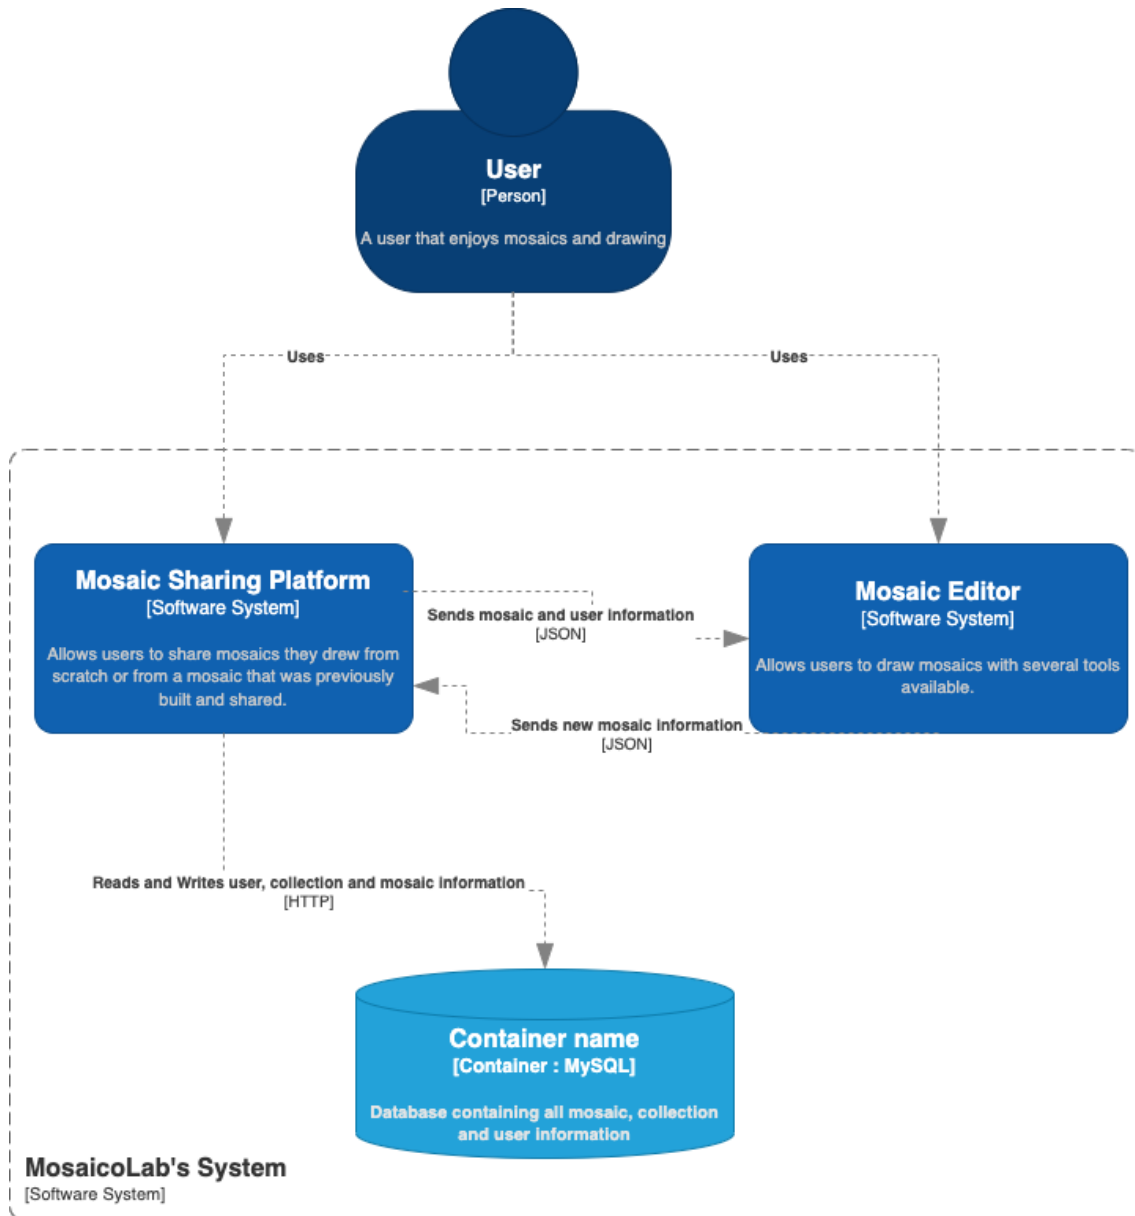 User
[Person]
A user that enjoys mosaics and drawing
Uses
Uses
Mosaic Sharing Platform
[Software System]
Allows users to share mosaics they drew from
scratch or from a mosaic that was previously
built and shared.
Sends mosaic and user information
[JSON]
Mosaic Editor
[Software System]
Allows users to draw mosaics with several tools
available.
Sends new mosaic information
[JSON]
Reads and Writes user, collection and mosaic information
[HTTP]
Container name
[Container : MySQL]
Database containing all mosaic, collection
and user information
MosaicoLab's System
[Software System]